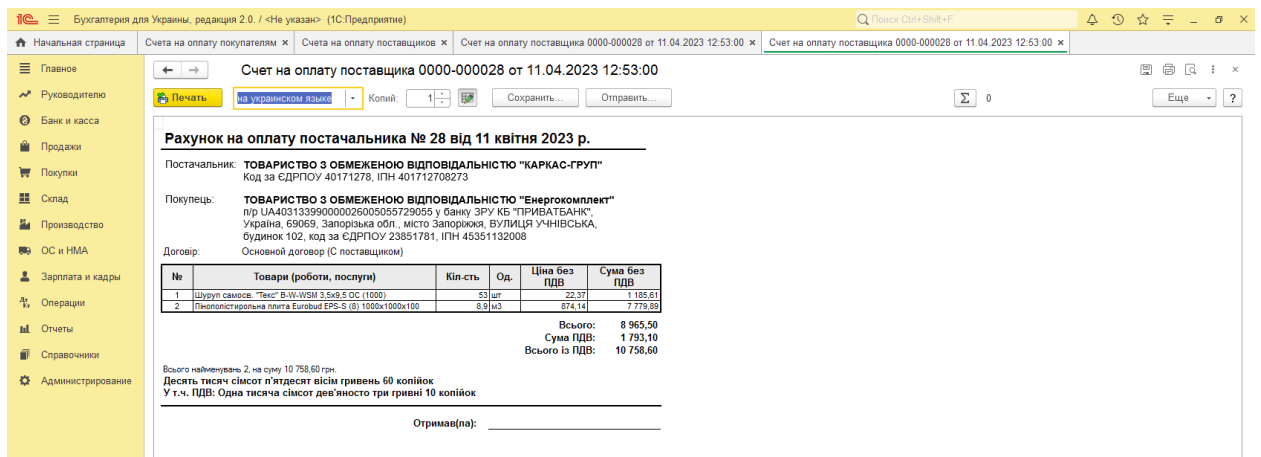 Бухгалтерия для Украины, редакция 2.0. / <Не указан> (1С:Предприятие)
Поиск Ctrl+Shift+F
Начальная страница
Счета на оплату покупателям ×
Счета на оплату поставщиков ×
Счет на оплату поставщика 0000-000028 от 11.04.2023 12:53:00 ×
Счет на оплату поставщика 0000-000028 от 11.04.2023 12:53:00 ×
Главное
Руководителю
Банк и касса
Продажи
Покупки
Склад
Производство
ОС и НМА
Зарплата и кадры
Операции
Отчеты
Справочники
Администрирование
Счет на оплату поставщика 0000-000028 от 11.04.2023 12:53:00
Печать
на украинском языке
Копий: 1
Сохранить...
Отправить...
Σ 0
Еще
?
Рахунок на оплату постачальника № 28 від 11 квітня 2023 р.
Постачальник: ТОВАРИСТВО З ОБМЕЖЕНОЮ ВІДПОВІДАЛЬНІСТЮ "КАРКАС-ГРУП"
Код за ЄДРПОУ 40171278, ІПН 401712708273
Покупець: ТОВАРИСТВО З ОБМЕЖЕНОЮ ВІДПОВІДАЛЬНІСТЮ "Енергокомплект"
п/р UA403133990000026005055729055 у банку ЗРУ КБ "ПРИВАТБАНК",
Україна, 69069, Запорізька обл., місто Запоріжжя, ВУЛИЦЯ УЧНІВСЬКА,
будинок 102, код за ЄДРПОУ 23851781, ІПН 45351132008
Договір: Основной договор (С поставщиком)
№ Товари (роботи, послуги) Кіл-сть Од. Ціна без ПДВ Сума без ПДВ
1 Шуруп самосв. "Текс" B-W-WSM 3,5х9,5 ОС (1000) 53 шт 22,37 1 185,61
2 Пінополістирольна плита Eurobud EPS-S (8) 1000х1000х100 8,9 м3 874,14 7 779,89
Всього: 8 965,50
Сума ПДВ: 1 793,10
Всього із ПДВ: 10 758,60
Всього найменувань 2, на суму 10 758,60 грн.
Десять тисяч сімсот п'ятдесят вісім гривень 60 копійок
У т.ч. ПДВ: Одна тисяча сімсот дев'яносто три гривні 10 копійок
Отримав(ла):